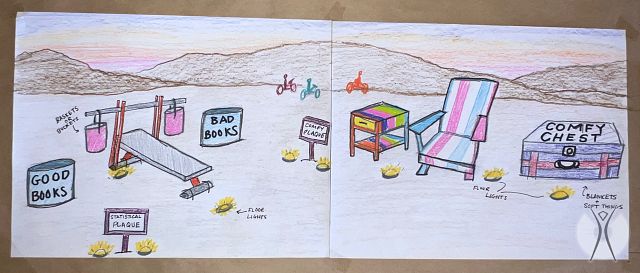 BASKETS
OR
BUCKETS
GOOD
BOOKS
BAD
BOOKS
STATISTICAL
PLAQUE
FLOOR
LIGHTS
COMFY
PLAQUE
FLOOR
LIGHTS
COMFY
CHEST
BLANKETS
+
SOFT THINGS